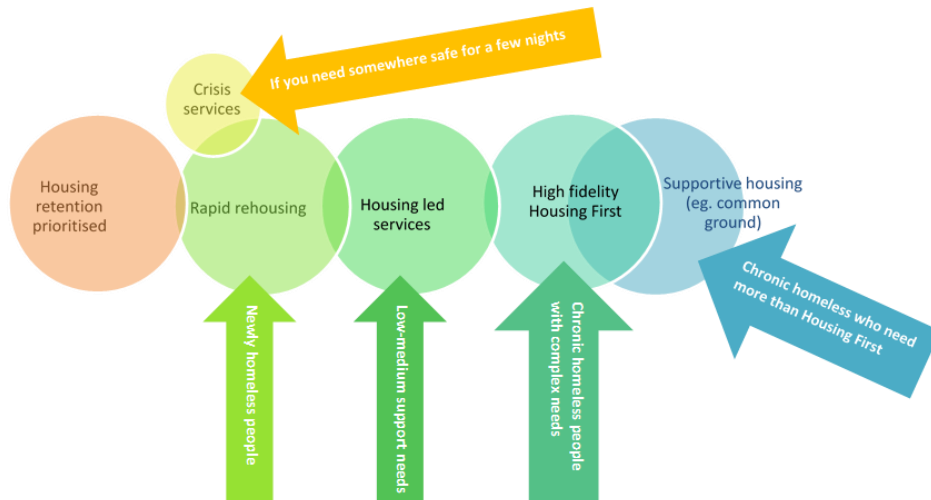 If you need somewhere safe for a few nights
Crisis
services
Housing
retention
prioritised
Rapid rehousing
Housing led
services
High fidelity
Housing First
Supportive housing
(eg. common
ground)
Newly homeless people
Low-medium support needs
Chronic homeless people
with complex needs
Chronic homeless who need
more than Housing First